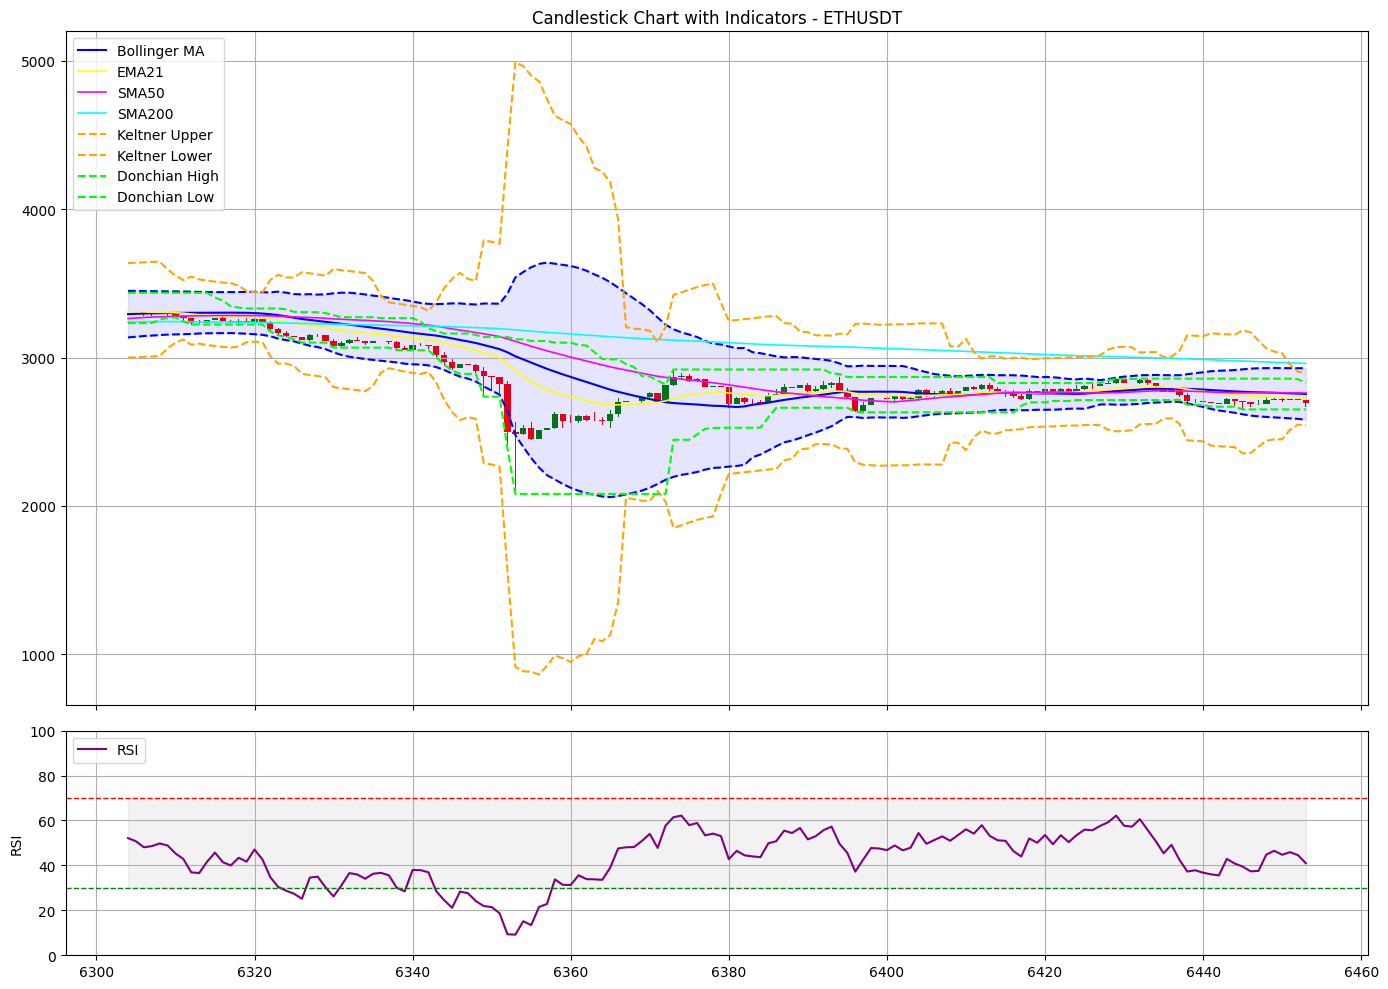 Candlestick Chart with Indicators - ETHUSDT
Bollinger MA
EMA21
SMA50
SMA200
Keltner Upper
Keltner Lower
Donchian High
Donchian Low
5000
4000
3000
2000
1000
RSI
100
80
60
40
20
0
RSI
6300 6320 6340 6360 6380 6400 6420 6440 6460